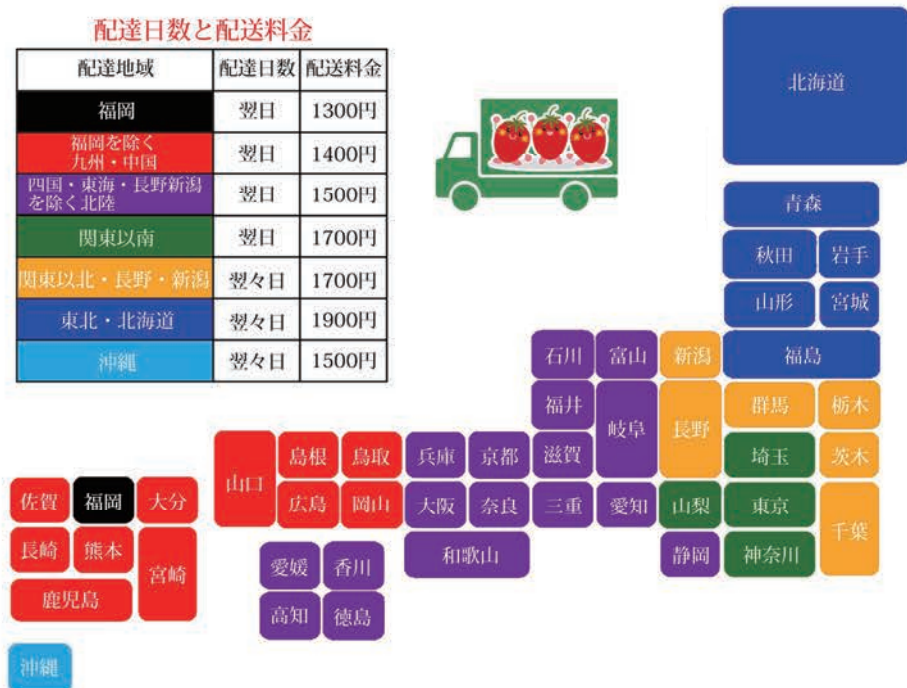 配達日数と配送料金
配達地域 配達日数 配送料金
福岡 翌日 1300円
福岡を除く
九州・中国 翌日 1400円
四国・東海・長野新潟
を除く北陸 翌日 1500円
関東以南 翌日 1700円
関東以北・長野・新潟 翌々日 1700円
東北・北海道 翌々日 1900円
沖縄 翌々日 1500円
北海道
青森
秋田 岩手
山形 宮城
石川 富山 新潟 福島
福井 岐阜 長野 群馬 栃木
山口 島根 鳥取 兵庫 京都 滋賀 埼玉 茨木
佐賀 福岡 大分 広島 岡山 大阪 奈良 三重 愛知 山梨 東京 千葉
長崎 熊本 宮崎 和歌山 静岡 神奈川
愛媛 香川
鹿児島 高知 徳島
沖縄